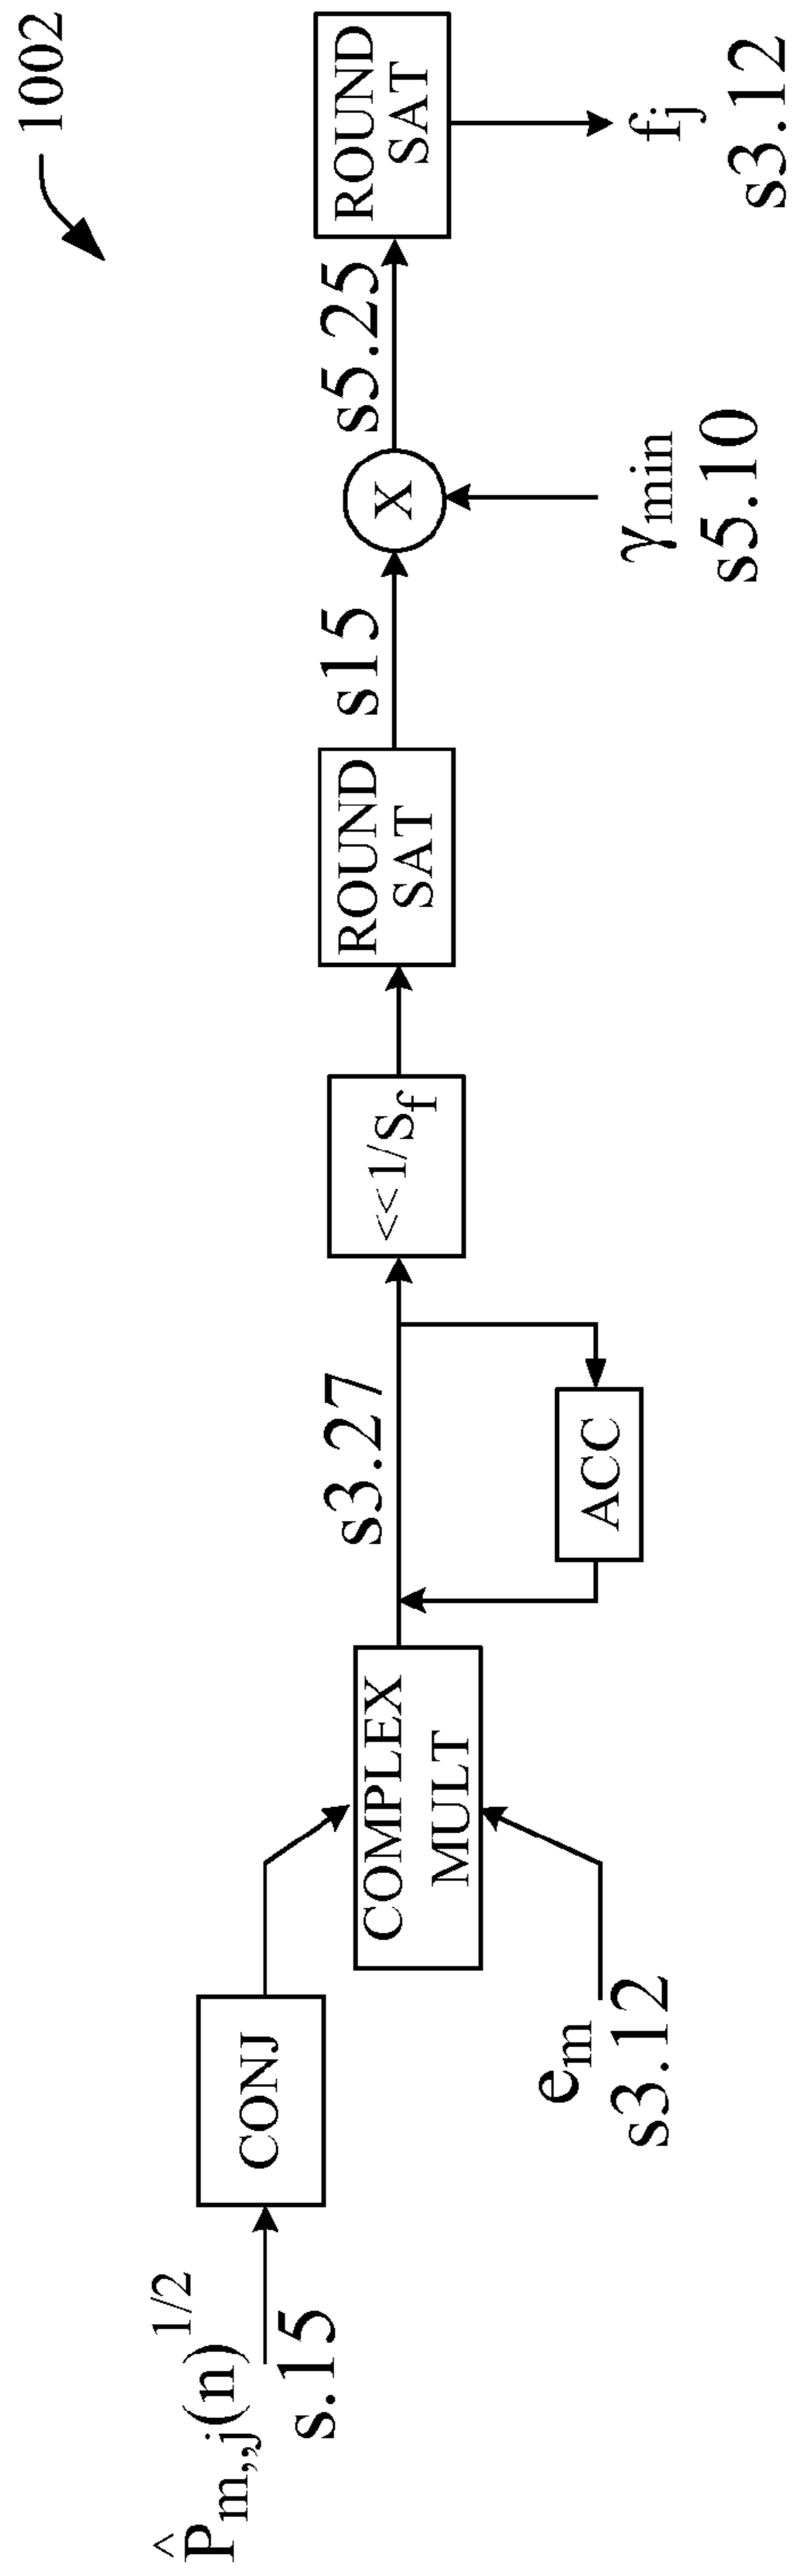 1002
P̂m,,j(n)^1/2
s.15
CONJ
em
s3.12
COMPLEX
MULT
s3.27
ACC
<<1/Sf
ROUND
SAT
s15
X
γmin
s5.10
s5.25
ROUND
SAT
fj
s3.12